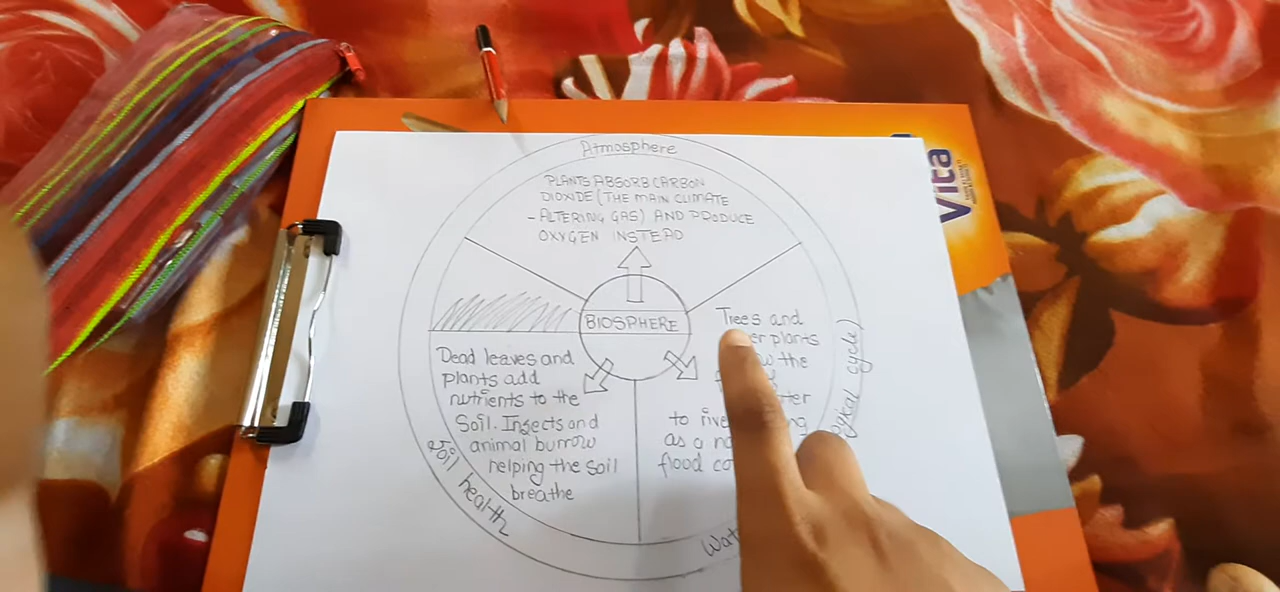 Atmosphere
PLANTS ABSORB CARBON
DIOXIDE (THE MAIN CLIMATE
-ALTERING GAS) AND PRODUCE
OXYGEN INSTEAD
BIOSPHERE
Trees and
plants
the
to
as a
flood
cycle)
Dead leaves and
plants add
nutrients to the
Soil. Insects and
animal burrow
helping the soil
breathe
Soil health
Vita